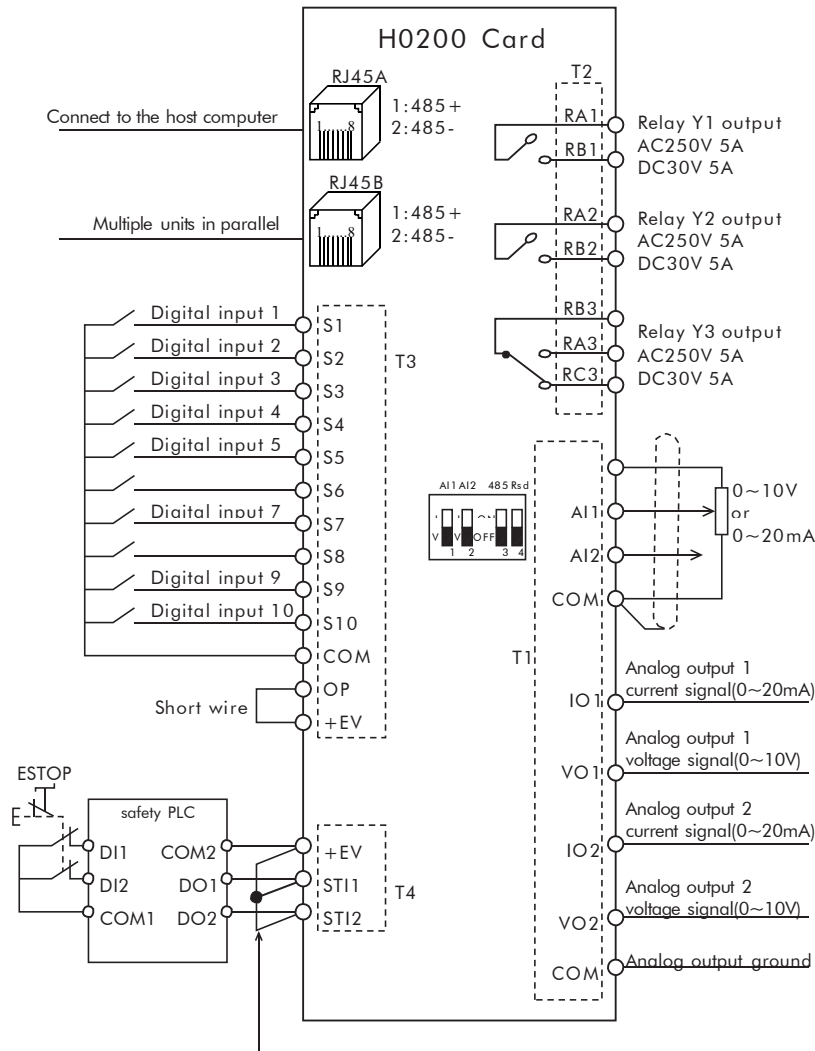 H0200 Card
RJ45A
1:485+
2:485-
1......8
Connect to the host computer
RJ45B
1:485+
2:485-
1......8
Multiple units in parallel
T2
RA1
RB1
Relay Y1 output
AC250V 5A
DC30V 5A
RA2
RB2
Relay Y2 output
AC250V 5A
DC30V 5A
RB3
RA3
RC3
Relay Y3 output
AC250V 5A
DC30V 5A
Digital input 1
Digital input 2
Digital input 3
Digital input 4
Digital input 5
Diaital input 7
Digital input 9
Digital input 10
S1
S2
S3
S4
S5
S6
S7
S8
S9
S10
COM
OP
+EV
T3
Short wire
AI1 AI2 485 Rsd
V V OFF
1 2 3 4
AI1
AI2
COM
0~10V
or
0~20mA
T1
IO1
Analog output 1
current signal(0~20mA)
VO1
Analog output 1
voltage signal(0~10V)
IO2
Analog output 2
current signal(0~20mA)
VO2
Analog output 2
voltage signal(0~10V)
COM
Analog output ground
ESTOP
E
safety PLC
DI1
DI2
COM1
COM2
DO1
DO2
+EV
STI1
STI2
T4